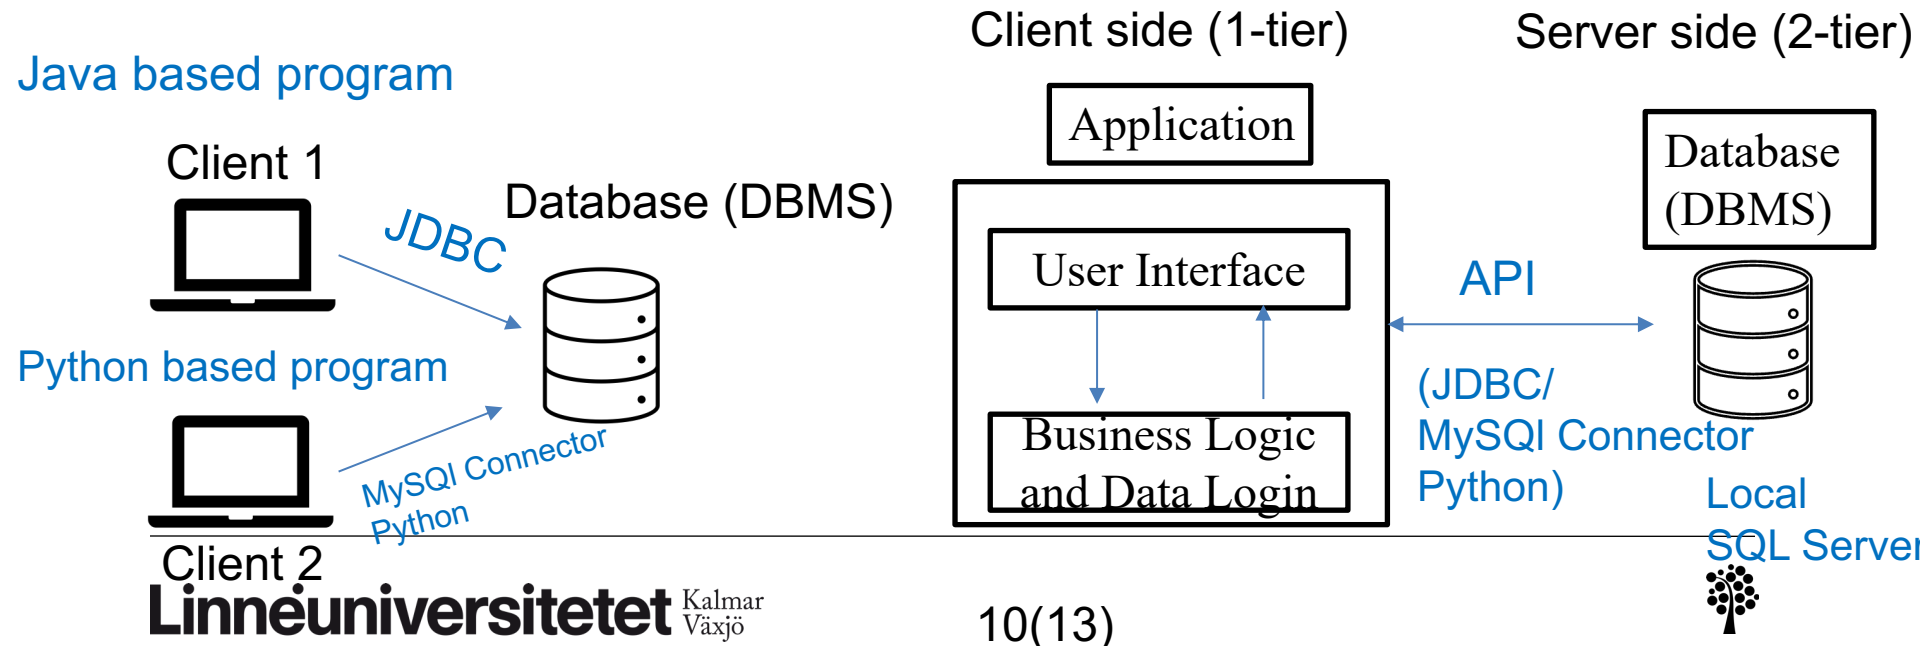 Client side (1-tier)
Server side (2-tier)
Java based program
Application
Client 1
JDBC
Database (DBMS)
Database
(DBMS)
User Interface
API
Python based program
(JDBC/
MySQl Connector
Python)
Business Logic
and Data Login
MySQl Connector
Python
Local
SQL Server
Client 2
Linnéuniversitetet
Kalmar
Växjö
10(13)